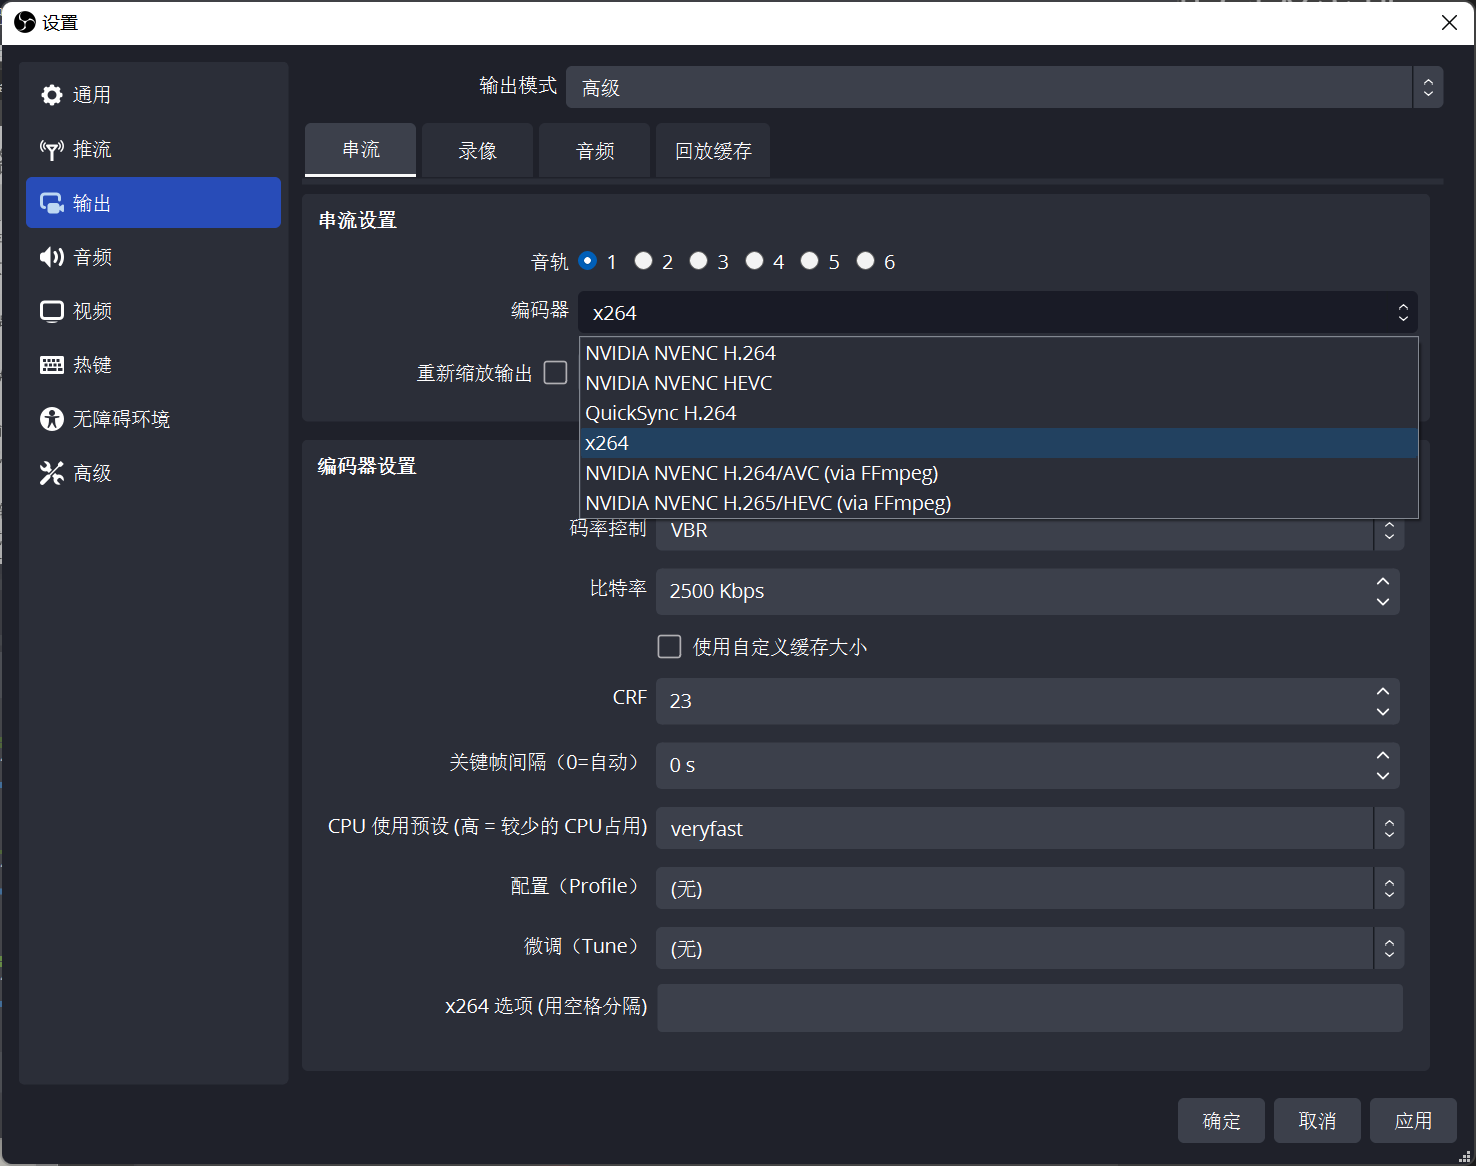 设置
通用
推流
输出
音频
视频
热键
无障碍环境
高级
输出模式 高级
串流 录像 音频 回放缓存
串流设置
音轨 1 2 3 4 5 6
编码器 x264
重新缩放输出
NVIDIA NVENC H.264
NVIDIA NVENC HEVC
QuickSync H.264
x264
NVIDIA NVENC H.264/AVC (via FFmpeg)
NVIDIA NVENC H.265/HEVC (via FFmpeg)
编码器设置
码率控制 VBR
比特率 2500 Kbps
使用自定义缓存大小
CRF 23
关键帧间隔（0=自动） 0 s
CPU 使用预设 (高 = 较少的 CPU占用) veryfast
配置（Profile） (无)
微调（Tune） (无)
x264 选项 (用空格分隔)
确定 取消 应用